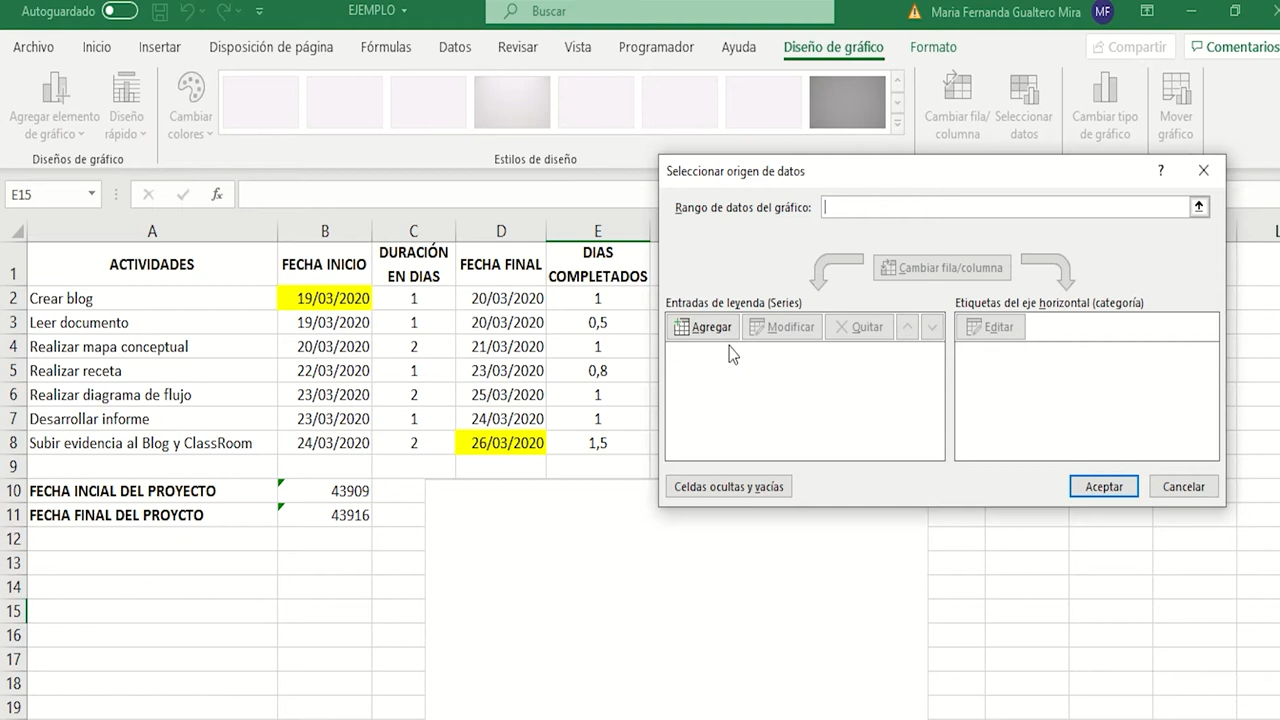 Autoguardado EJEMPLO Buscar Maria Fernanda Gualtero Mira MF
Archivo Inicio Insertar Disposición de página Fórmulas Datos Revisar Vista Programador Ayuda Diseño de gráfico Formato Compartir Comentarios
Agregar elemento de gráfico
Diseño rápido
Cambiar colores
Cambiar fila/ columna
Seleccionar datos
Cambiar tipo de gráfico
Mover gráfico
Diseños de gráfico
Estilos de diseño
E15 fx
A B C D E L
1 ACTIVIDADES FECHA INICIO DURACIÓN EN DIAS FECHA FINAL DIAS COMPLETADOS
2 Crear blog 19/03/2020 1 20/03/2020 1
3 Leer documento 19/03/2020 1 20/03/2020 0,5
4 Realizar mapa conceptual 20/03/2020 2 21/03/2020 1
5 Realizar receta 22/03/2020 1 23/03/2020 0,8
6 Realizar diagrama de flujo 23/03/2020 2 25/03/2020 1
7 Desarrollar informe 23/03/2020 1 24/03/2020 1
8 Subir evidencia al Blog y ClassRoom 24/03/2020 2 26/03/2020 1,5
9
10 FECHA INCIAL DEL PROYECTO 43909
11 FECHA FINAL DEL PROYCTO 43916
12
13
14
15
16
17
18
19
Seleccionar origen de datos ?
Rango de datos del gráfico:
Cambiar fila/columna
Entradas de leyenda (Series)
Agregar Modificar Quitar
Etiquetas del eje horizontal (categoría)
Editar
Celdas ocultas y vacías
Aceptar Cancelar